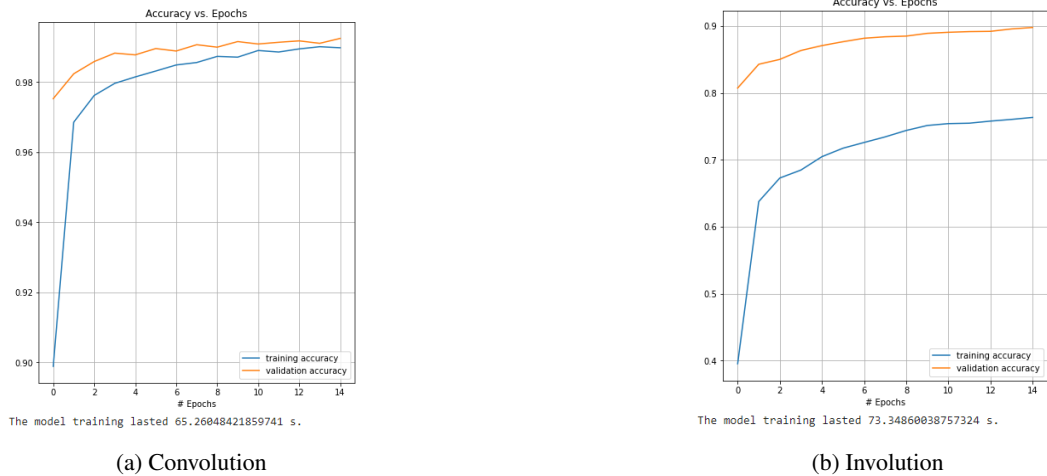 Accuracy vs. Epochs
0.98
0.96
0.94
0.92
0.90
training accuracy
validation accuracy
0 2 4 6 8 10 12 14
# Epochs
The model training lasted 65.26048421859741 s.
(a) Convolution
Accuracy vs. Epochs
0.9
0.8
0.7
0.6
0.5
0.4
training accuracy
validation accuracy
0 2 4 6 8 10 12 14
# Epochs
The model training lasted 73.34860038757324 s.
(b) Involution